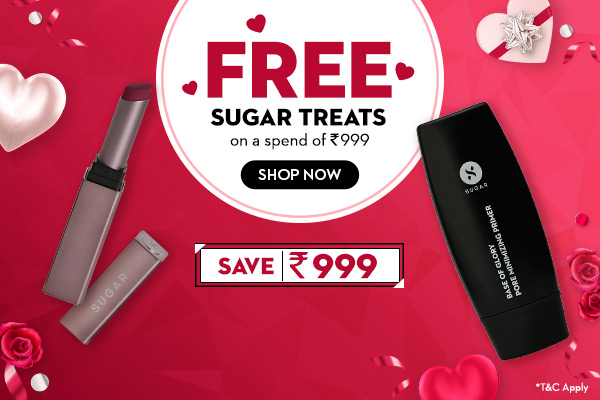 FREE
SUGAR TREATS
on a spend of ₹999
SHOP NOW
SAVE ₹999
SUGAR
SUGAR
BASE OF GLORY
PORE MINIMIZING PRIMER
*T&C Apply